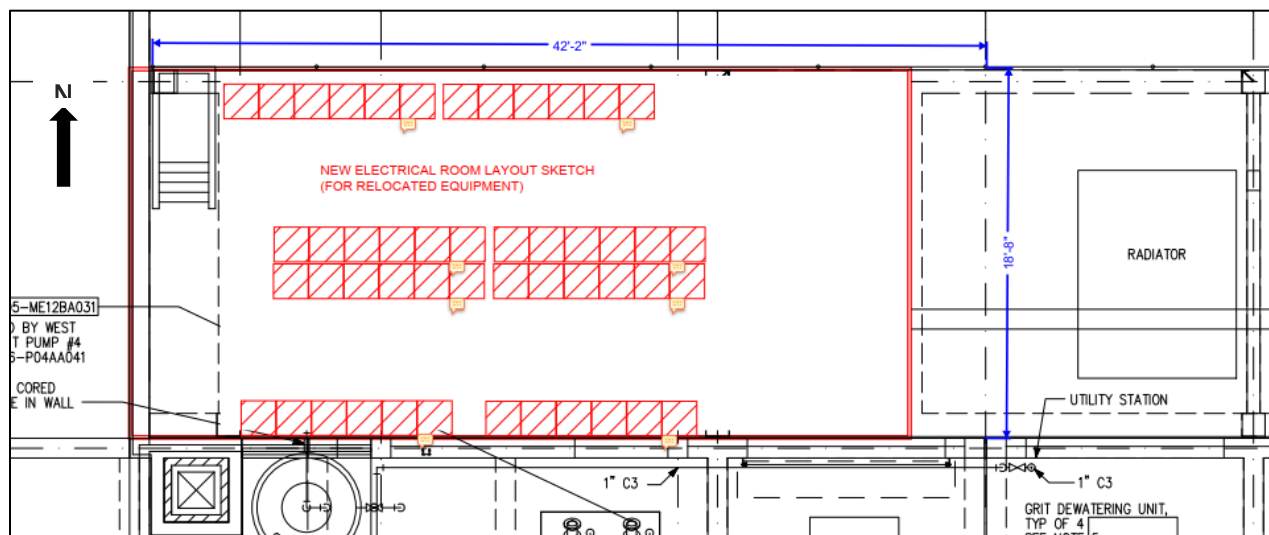 42'-2"
N
NEW ELECTRICAL ROOM LAYOUT SKETCH
(FOR RELOCATED EQUIPMENT)
18'-8"
RADIATOR
5-ME12BA031
BY WEST
T PUMP #4
6-P04AA041
CORED
E IN WALL
UTILITY STATION
1" C3
1" C3
GRIT DEWATERING UNIT,
TYP OF 4